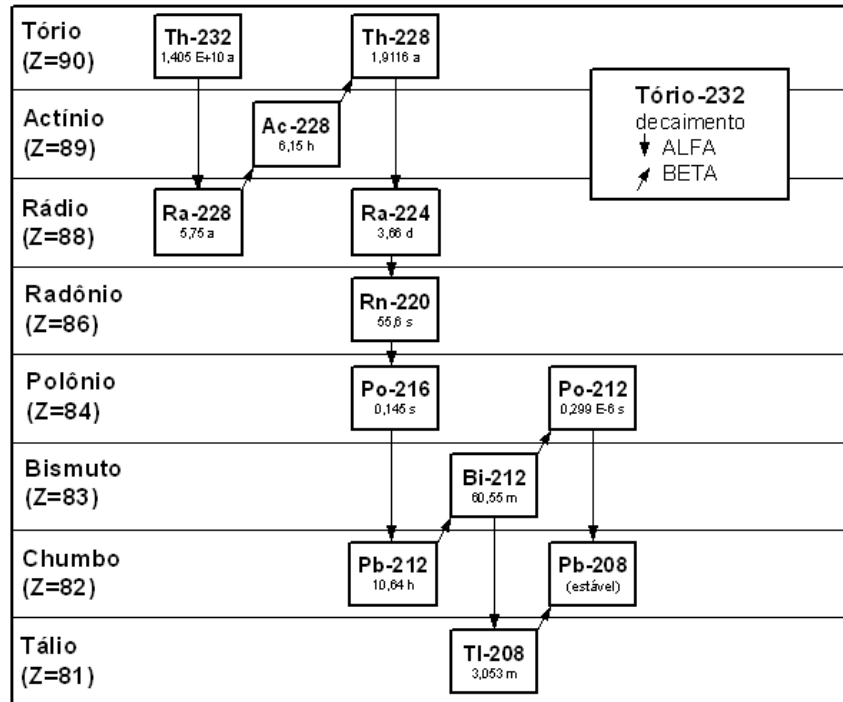 Tório
(Z=90)
Th-232
1,405 E+10 a
Th-228
1,9116 a
Tório-232
decaimento
ALFA
BETA
Actínio
(Z=89)
Ac-228
6,15 h
Rádio
(Z=88)
Ra-228
5,75 a
Ra-224
3,66 d
Radônio
(Z=86)
Rn-220
55,6 s
Polônio
(Z=84)
Po-216
0,145 s
Po-212
0,299 E-6 s
Bismuto
(Z=83)
Bi-212
60,55 m
Chumbo
(Z=82)
Pb-212
10,64 h
Pb-208
(estável)
Tálio
(Z=81)
Tl-208
3,053 m